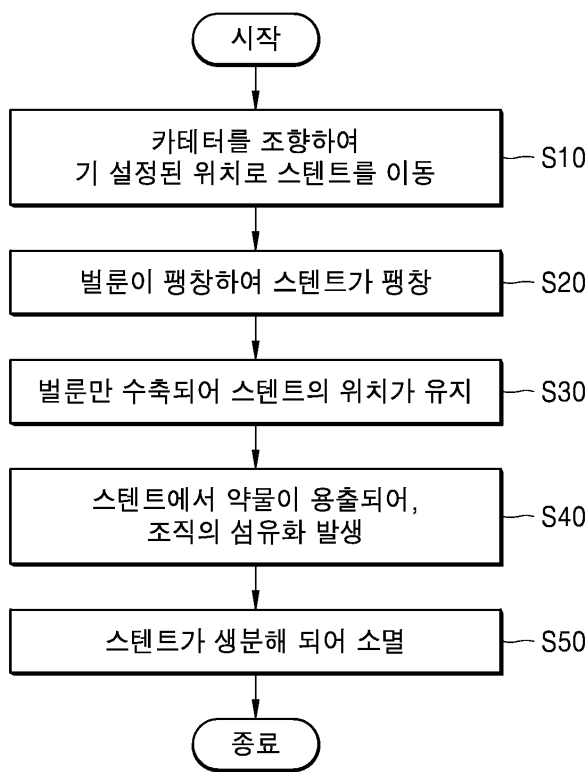 시작
카테터를 조향하여
기 설정된 위치로 스텐트를 이동
S10
벌룬이 팽창하여 스텐트가 팽창
S20
벌룬만 수축되어 스텐트의 위치가 유지
S30
스텐트에서 약물이 용출되어,
조직의 섬유화 발생
S40
스텐트가 생분해 되어 소멸
S50
종료